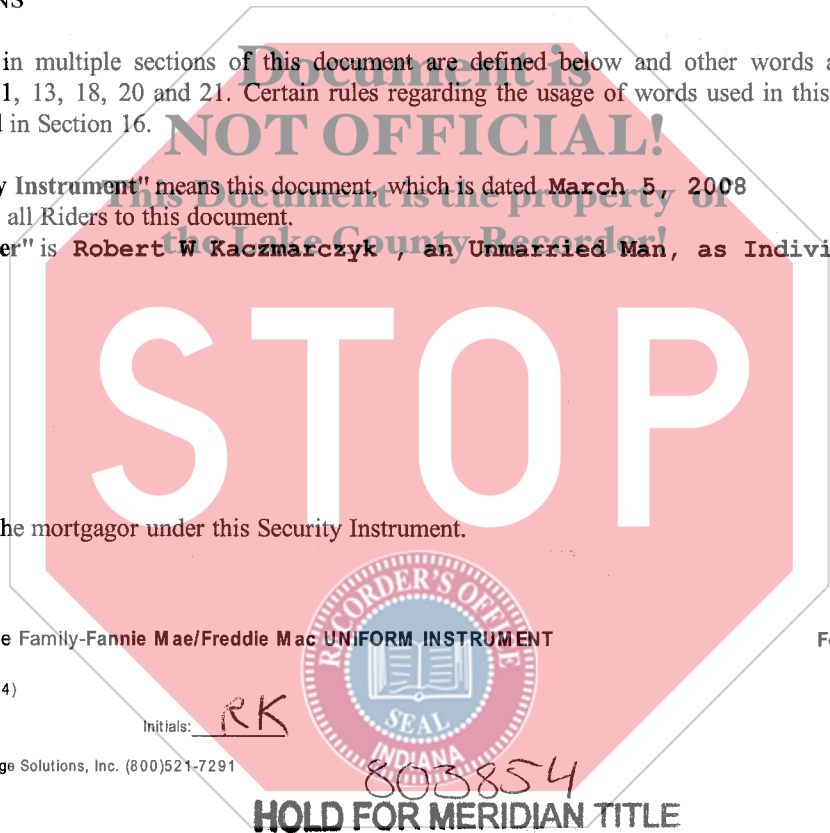 NS
in multiple sections of this document are defined below and other words a
1, 13, 18, 20 and 21. Certain rules regarding the usage of words used in this
in Section 16.
Document is
NOT OFFICIAL!
This Document is the property of
the Lake County Recorder!
y Instrument" means this document, which is dated March 5, 2008
all Riders to this document.
er" is Robert W Kaczmarczyk , an Unmarried Man, as Indivi
STOP
he mortgagor under this Security Instrument.
RECORDER'S OFFICE
SEAL
INDIANA
e Family-Fannie Mae/Freddie Mac UNIFORM INSTRUMENT
4)
Initials: RK
ge Solutions, Inc. (800)521-7291
803854
HOLD FOR MERIDIAN TITLE